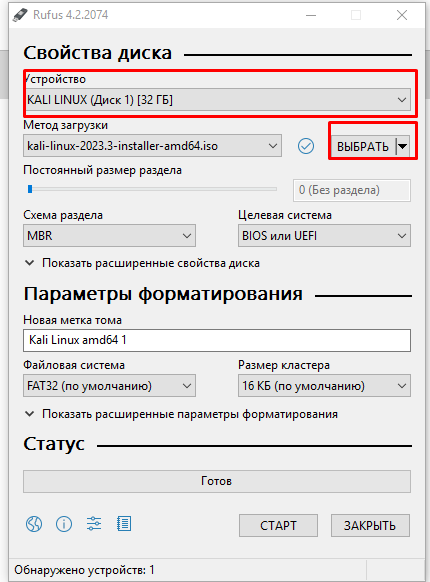 Rufus 4.2.2074
Свойства диска
Устройство
KALI LINUX (Диск 1) [32 ГБ]
Метод загрузки
kali-linux-2023.3-installer-amd64.iso
ВЫБРАТЬ
Постоянный размер раздела
0 (Без раздела)
Схема раздела Целевая система
MBR BIOS или UEFI
Показать расширенные свойства диска
Параметры форматирования
Новая метка тома
Kali Linux amd64 1
Файловая система Размер кластера
FAT32 (по умолчанию) 16 КБ (по умолчанию)
Показать расширенные параметры форматирования
Статус
Готов
СТАРТ ЗАКРЫТЬ
Обнаружено устройств: 1